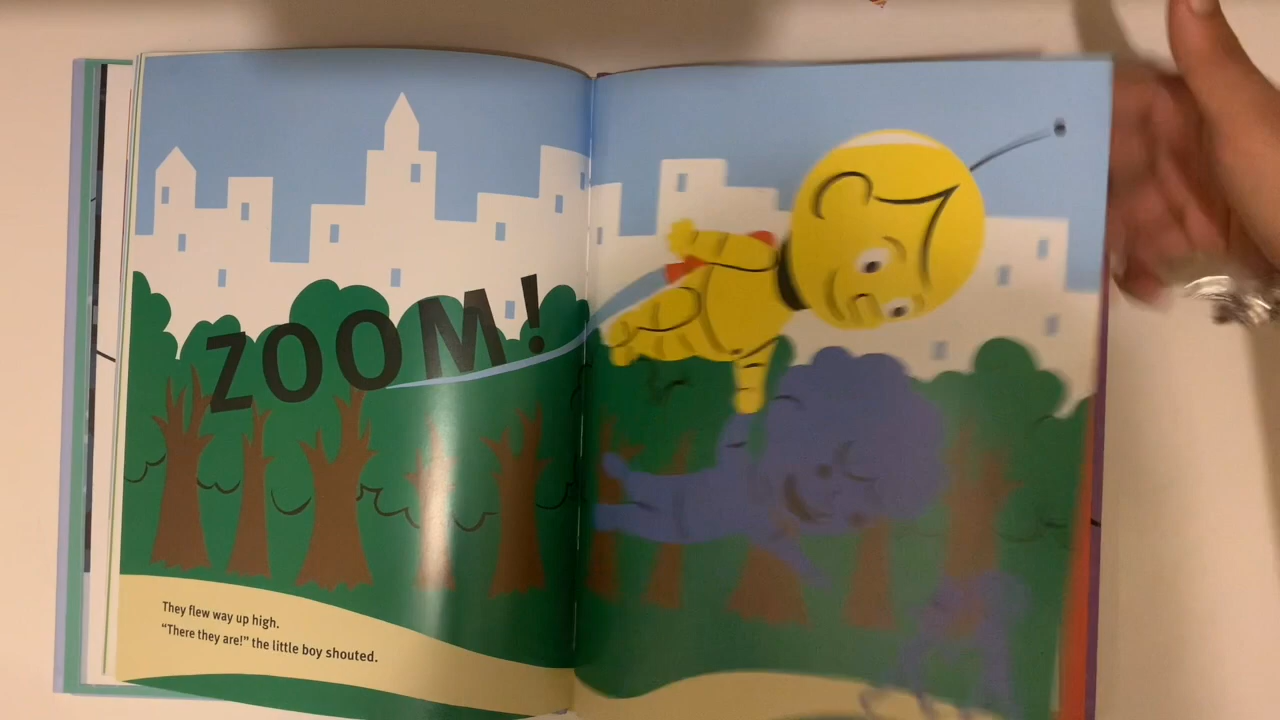 ZOOM!
They flew way up high.
“There they are!” the little boy shouted.